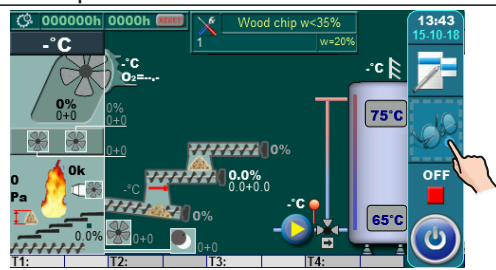 000000h 0000h RESET
Wood chip w<35%
1 w=20%
13:43
15-10-18
-°C
-°C
O₂=--,-
-°C
0%
0+0
0%
0+0
75°C
0+0
0%
0k
0.0%
0.0+0.0
-°C
OFF
0
Pa
-°C
0%
65°C
0.0%
0+0
0+0
T1: T2: T3: T4: